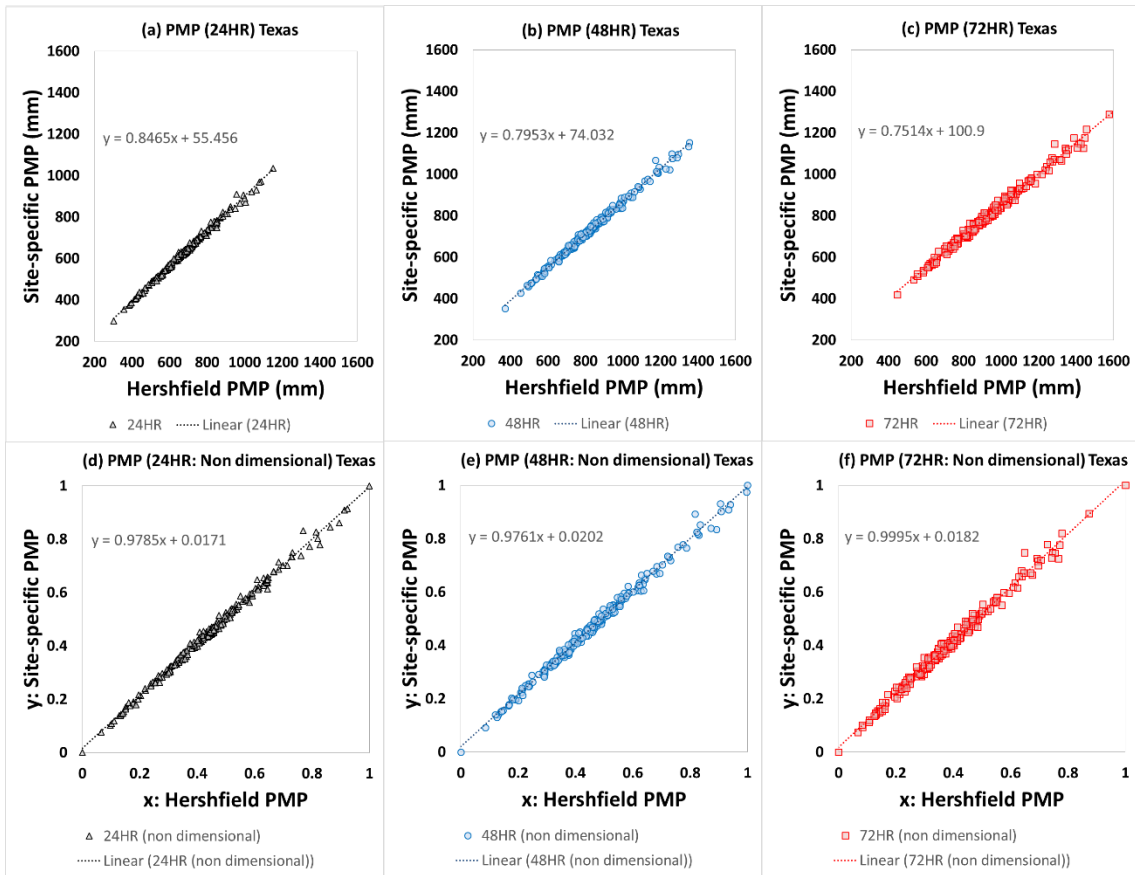 (a) PMP (24HR) Texas
1600
1400
1200
1000
800
600
400
200
y = 0.8465x + 55.456
Site-specific PMP (mm)
200 400 600 800 1000 1200 1400 1600
Hershfield PMP (mm)
24HR Linear (24HR)
(b) PMP (48HR) Texas
1600
1400
1200
1000
800
600
400
200
y = 0.7953x + 74.032
Site-specific PMP (mm)
200 400 600 800 1000 1200 1400 1600
Hershfield PMP (mm)
48HR Linear (48HR)
(c) PMP (72HR) Texas
1600
1400
1200
1000
800
600
400
200
y = 0.7514x + 100.9
Site-specific PMP (mm)
200 400 600 800 1000 1200 1400 1600
Hershfield PMP (mm)
72HR Linear (72HR)
(d) PMP (24HR: Non dimensional) Texas
1
0.8
0.6
0.4
0.2
0
y = 0.9785x + 0.0171
y: Site-specific PMP
0 0.2 0.4 0.6 0.8 1
x: Hershfield PMP
24HR (non dimensional)
Linear (24HR (non dimensional))
(e) PMP (48HR: Non dimensional) Texas
1
0.8
0.6
0.4
0.2
0
y = 0.9761x + 0.0202
y: Site-specific PMP
0 0.2 0.4 0.6 0.8 1
x: Hershfield PMP
48HR (non dimensional)
Linear (48HR (non dimensional))
(f) PMP (72HR: Non dimensional) Texas
1
0.8
0.6
0.4
0.2
0
y = 0.9995x + 0.0182
y: Site-specific PMP
0 0.2 0.4 0.6 0.8 1
x: Hershfield PMP
72HR (non dimensional)
Linear (72HR (non dimensional))